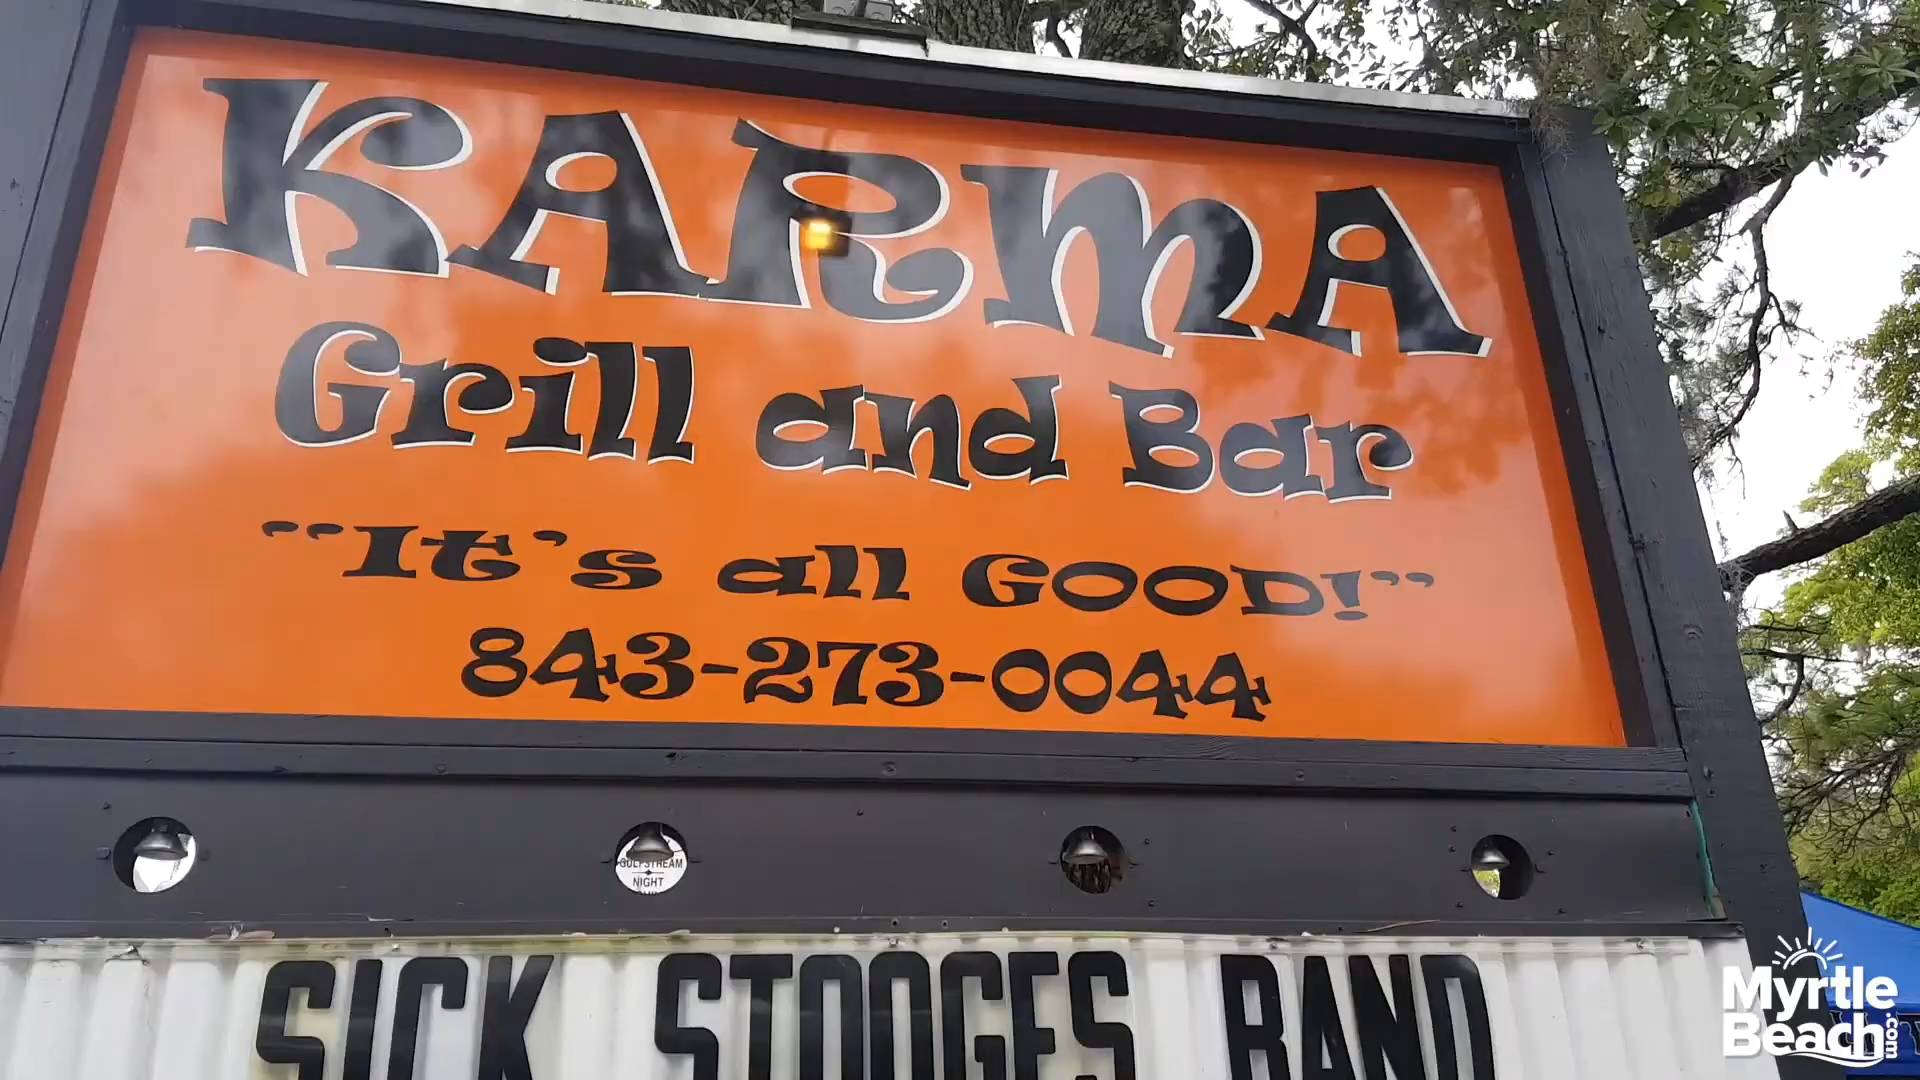 KARMA
Grill and Bar
"It's all GOOD!"
843-273-0044
GULFSTREAM
NIGHT
SICK STOOGES BAND
Myrtle
Beach.com